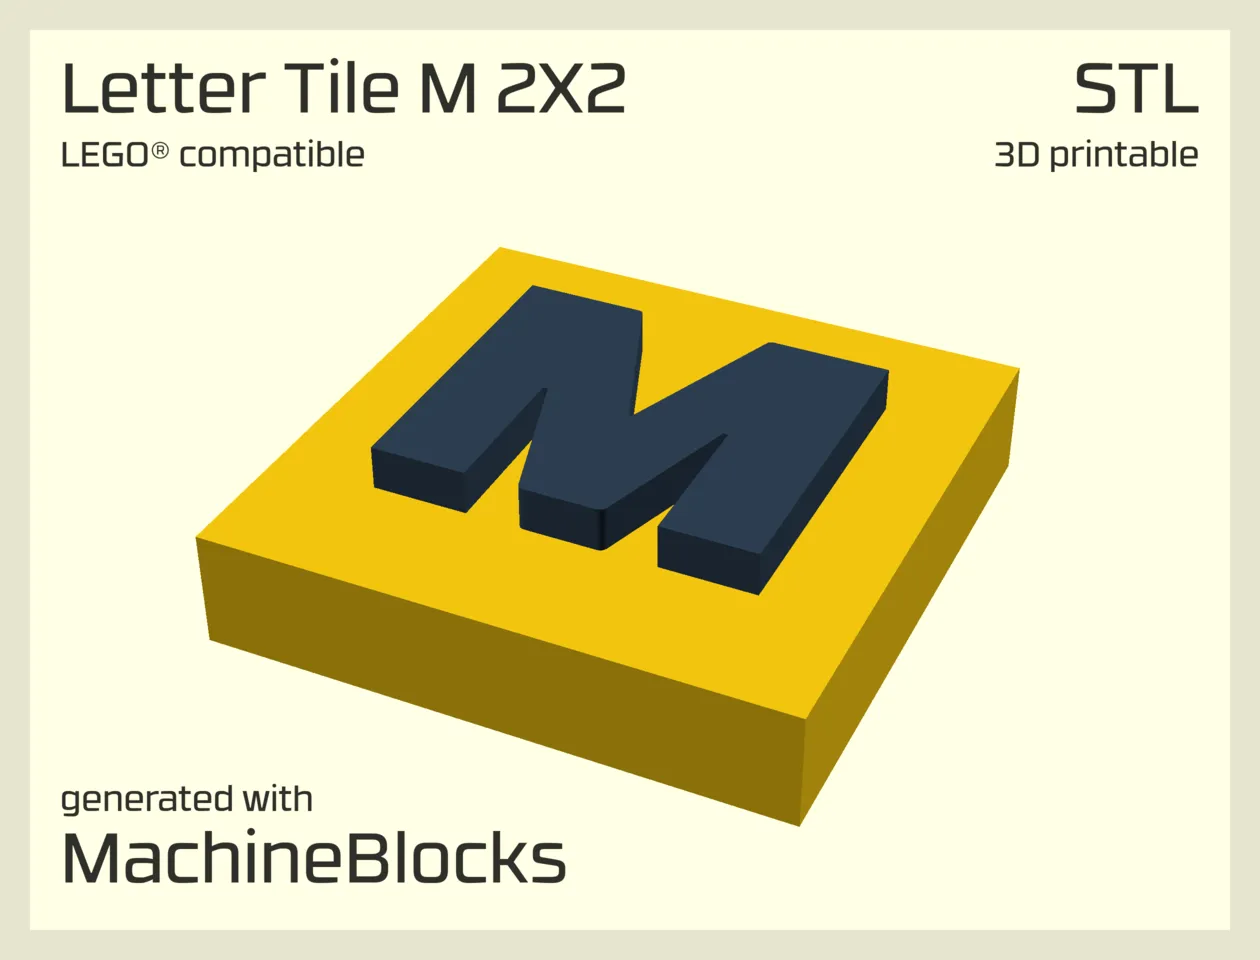 Letter Tile M 2X2
STL
LEGO® compatible
3D printable
M
generated with
MachineBlocks